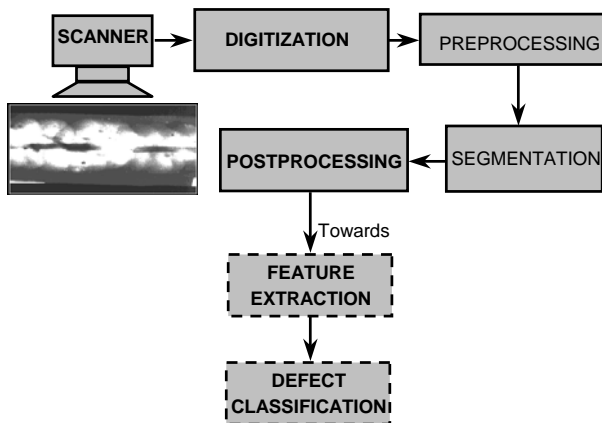 SCANNER
DIGITIZATION
PREPROCESSING
SEGMENTATION
POSTPROCESSING
Towards
FEATURE
EXTRACTION
DEFECT
CLASSIFICATION